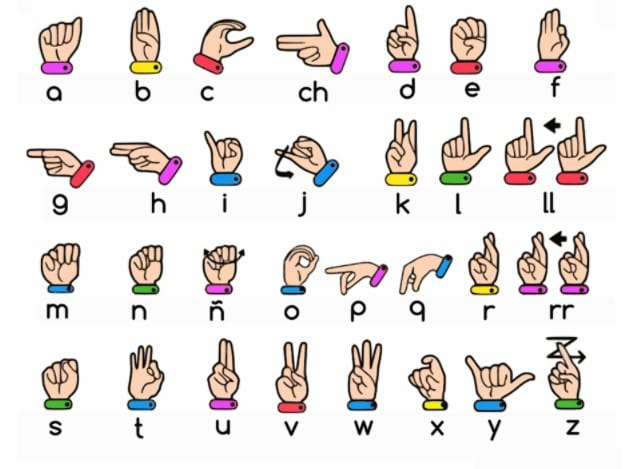 a b c ch d e f
g h i j k l ll
m n ñ o p q r rr
s t u v w x y z